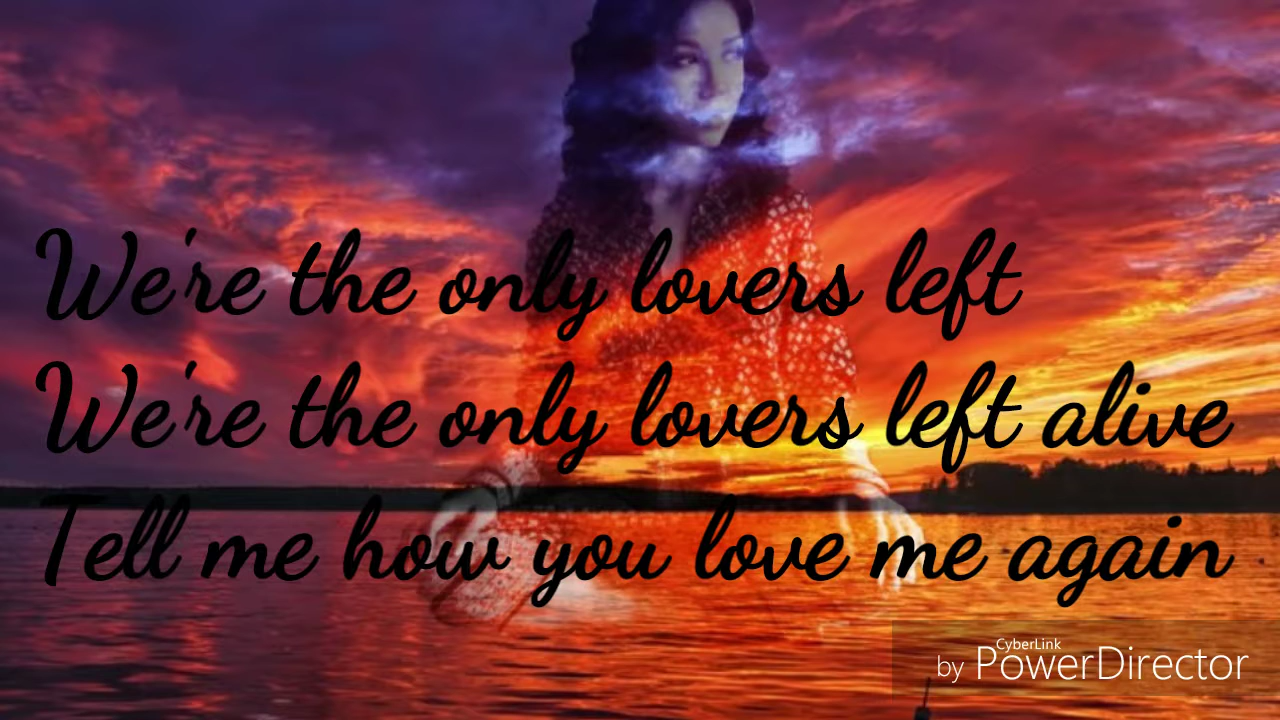 We're the only lovers left
We're the only lovers left alive
Tell me how you love me again
CyberLink
by PowerDirector